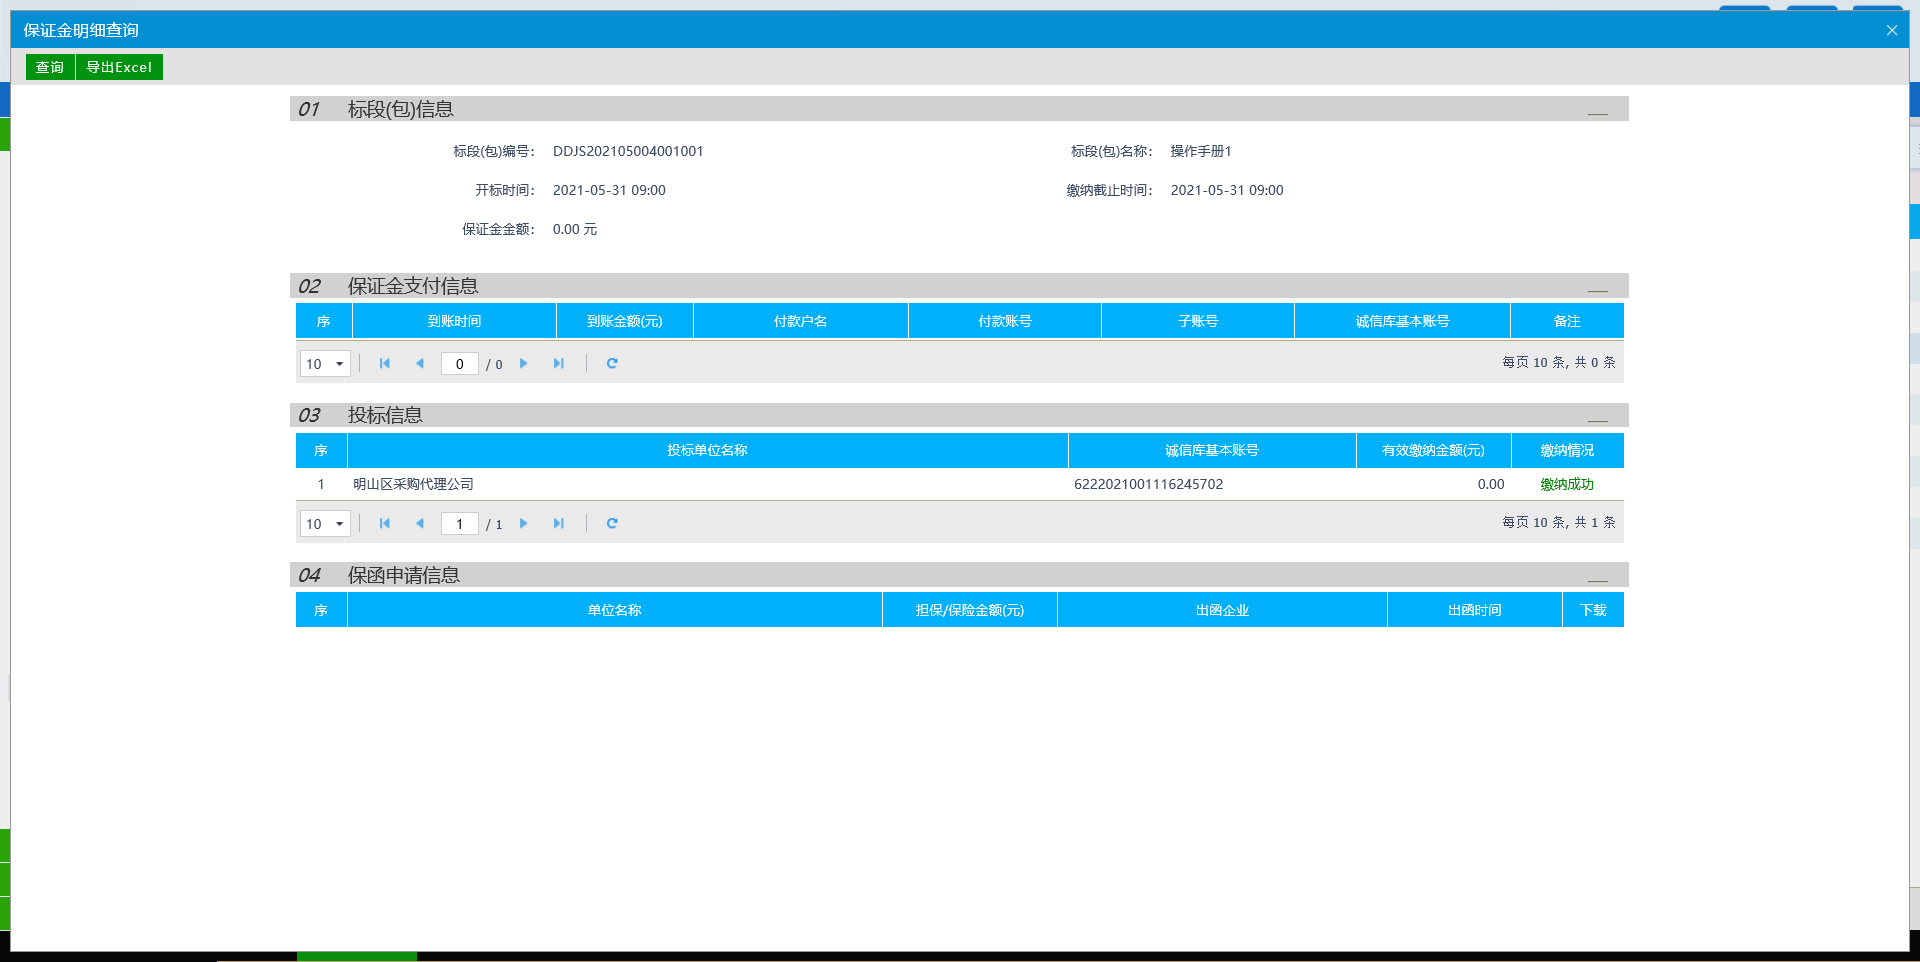 保证金明细查询
查询 导出Excel
01 标段(包)信息
标段(包)编号： DDJS202105004001001 标段(包)名称： 操作手册1
开标时间： 2021-05-31 09:00 缴纳截止时间： 2021-05-31 09:00
保证金金额： 0.00 元
02 保证金支付信息
序 到账时间 到账金额(元) 付款户名 付款账号 子账号 诚信库基本账号 备注
10 0 / 0 每页 10 条, 共 0 条
03 投标信息
序 投标单位名称 诚信库基本账号 有效缴纳金额(元) 缴纳情况
1 明山区采购代理公司 6222021001116245702 0.00 缴纳成功
10 1 / 1 每页 10 条, 共 1 条
04 保函申请信息
序 单位名称 担保/保险金额(元) 出函企业 出函时间 下载